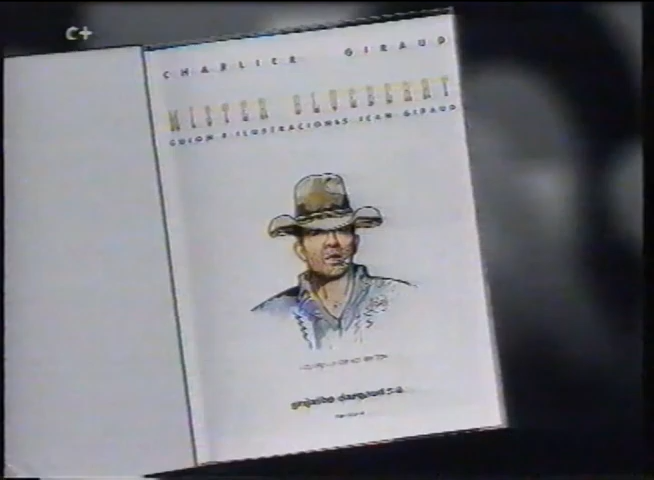 C+
CHARLIER GIRAUD
MISTER BLUEBERRY
GUION E ILUSTRACIONES JEAN GIRAUD
grijalbo dargaud s.a